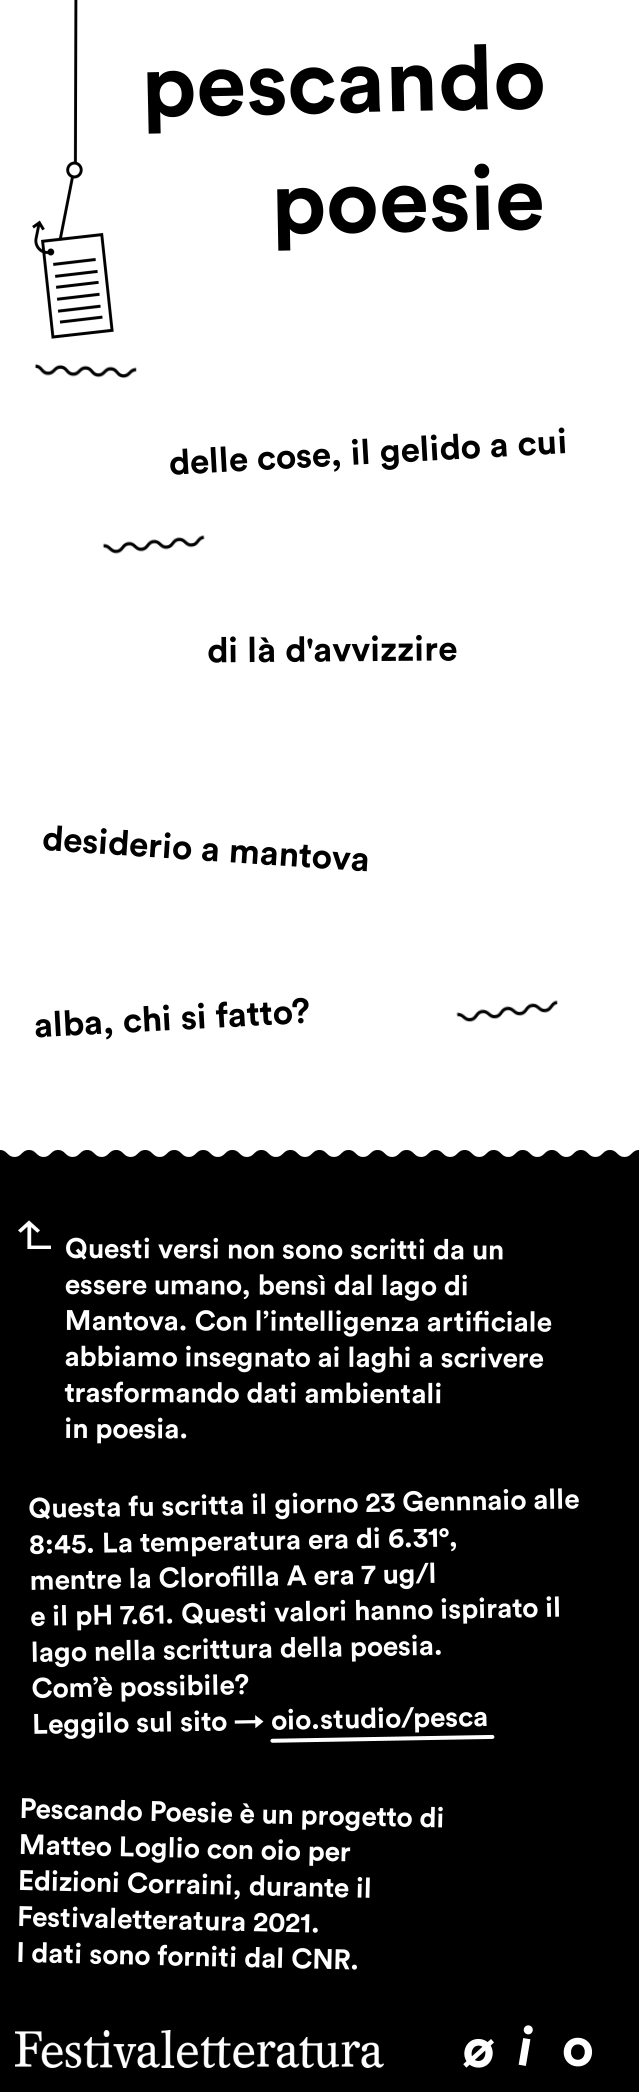 pescando
poesie
delle cose, il gelido a cui
di là d'avvizzire
desiderio a mantova
alba, chi si fatto?
Questi versi non sono scritti da un
essere umano, bensì dal lago di
Mantova. Con l’intelligenza artificiale
abbiamo insegnato ai laghi a scrivere
trasformando dati ambientali
in poesia.
Questa fu scritta il giorno 23 Gennnaio alle
8:45. La temperatura era di 6.31°,
mentre la Clorofilla A era 7 ug/l
e il pH 7.61. Questi valori hanno ispirato il
lago nella scrittura della poesia.
Com’è possibile?
Leggilo sul sito → oio.studio/pesca
Pescando Poesie è un progetto di
Matteo Loglio con oio per
Edizioni Corraini, durante il
Festivaletteratura 2021.
I dati sono forniti dal CNR.
Festivaletteratura ø i o